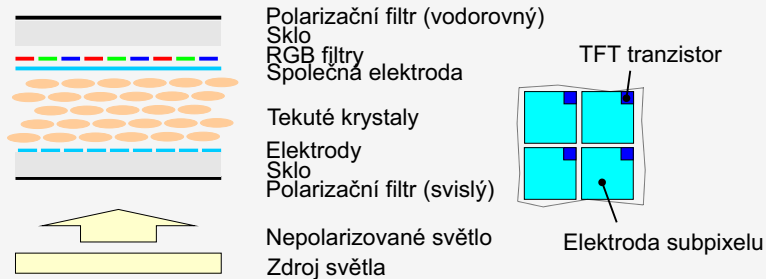 Polarizační filtr (vodorovný)
Sklo
RGB filtry
Společná elektroda
Tekuté krystaly
Elektrody
Sklo
Polarizační filtr (svislý)
Nepolarizované světlo
Zdroj světla
TFT tranzistor
Elektroda subpixelu